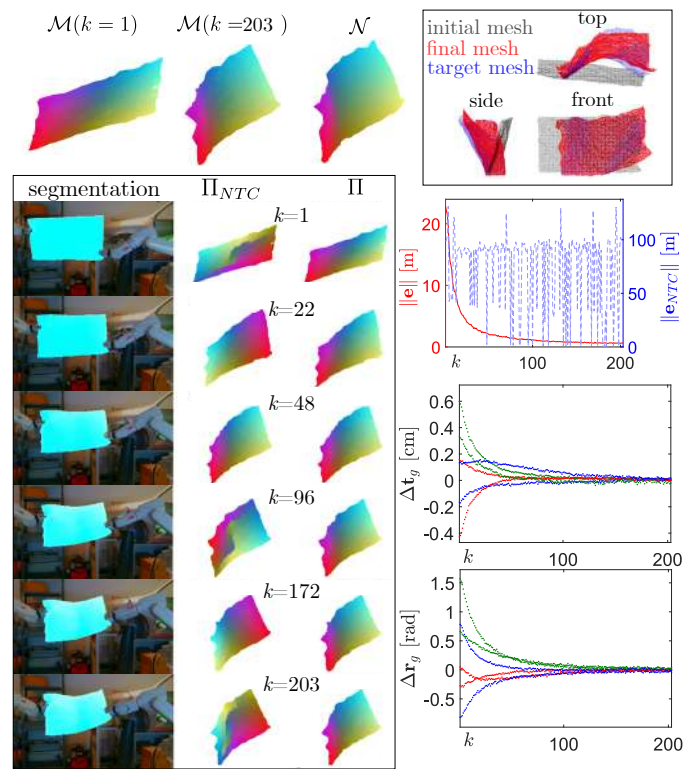 ℳ(k = 1) ℳ(k =203) 𝒩
initial mesh
final mesh
target mesh
top
side front
segmentation Π_NTC Π
k=1
k=22
k=48
k=96
k=172
k=203
20
10
0
||e|| [m]
100
50
0
||e_NTC|| [m]
k 100 200
0.6
0.4
0.2
0
-0.2
-0.4
Δt_g [cm]
k 100 200
1.5
1
0.5
0
-0.5
Δr_g [rad]
k 100 200